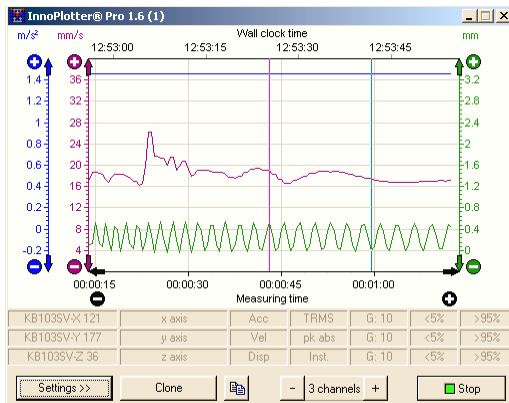 InnoPlotter® Pro 1.6 (1)
m/s² mm/s Wall clock time mm
12:53:00 12:53:15 12:53:30 12:53:45
1.4 36 3.2
1.2 32 2.8
1 28 2.4
0.8 24 2
0.6 20 1.6
0.4 16 1.2
0.2 12 0.8
0 8 0.4
-0.2 4 0
00:00:15 00:00:30 00:00:45 00:01:00
Measuring time
KB103SV-X 121 x axis Acc TRMS G: 10 <5% >95%
KB103SV-Y 177 y axis Vel pk abs G: 10 <5% >95%
KB103SV-Z 36 z axis Disp Inst. G: 10 <5% >95%
Settings >> Clone - 3 channels + Stop